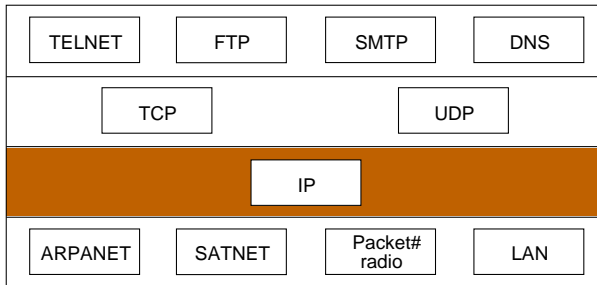 TELNET FTP SMTP DNS
TCP UDP
IP
ARPANET SATNET Packet# radio LAN